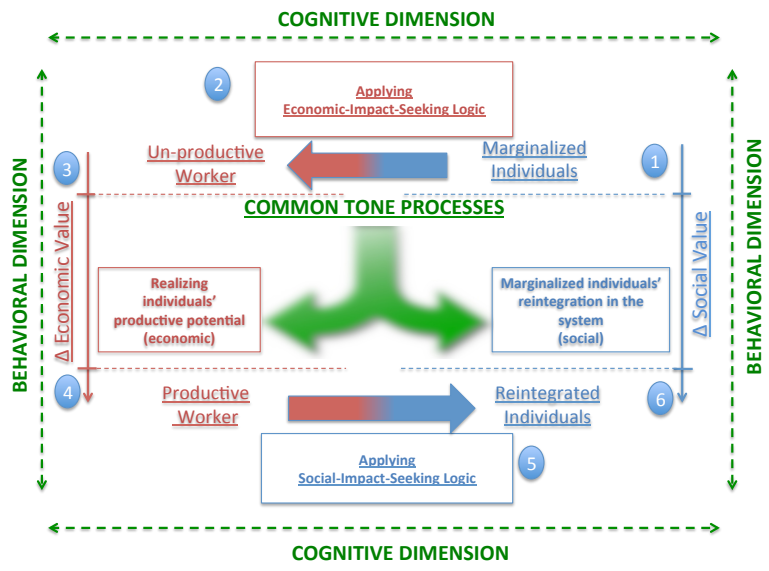 COGNITIVE DIMENSION
2
Applying
Economic-Impact-Seeking Logic
Un-productive
Worker
Marginalized
Individuals
1
3
BEHAVIORAL DIMENSION
Δ Economic Value
COMMON TONE PROCESSES
Δ Social Value
BEHAVIORAL DIMENSION
Realizing
individuals’
productive potential
(economic)
Marginalized individuals’
reintegration in the
system
(social)
4
Productive
Worker
Reintegrated
Individuals
6
Applying
Social-Impact-Seeking Logic
5
COGNITIVE DIMENSION